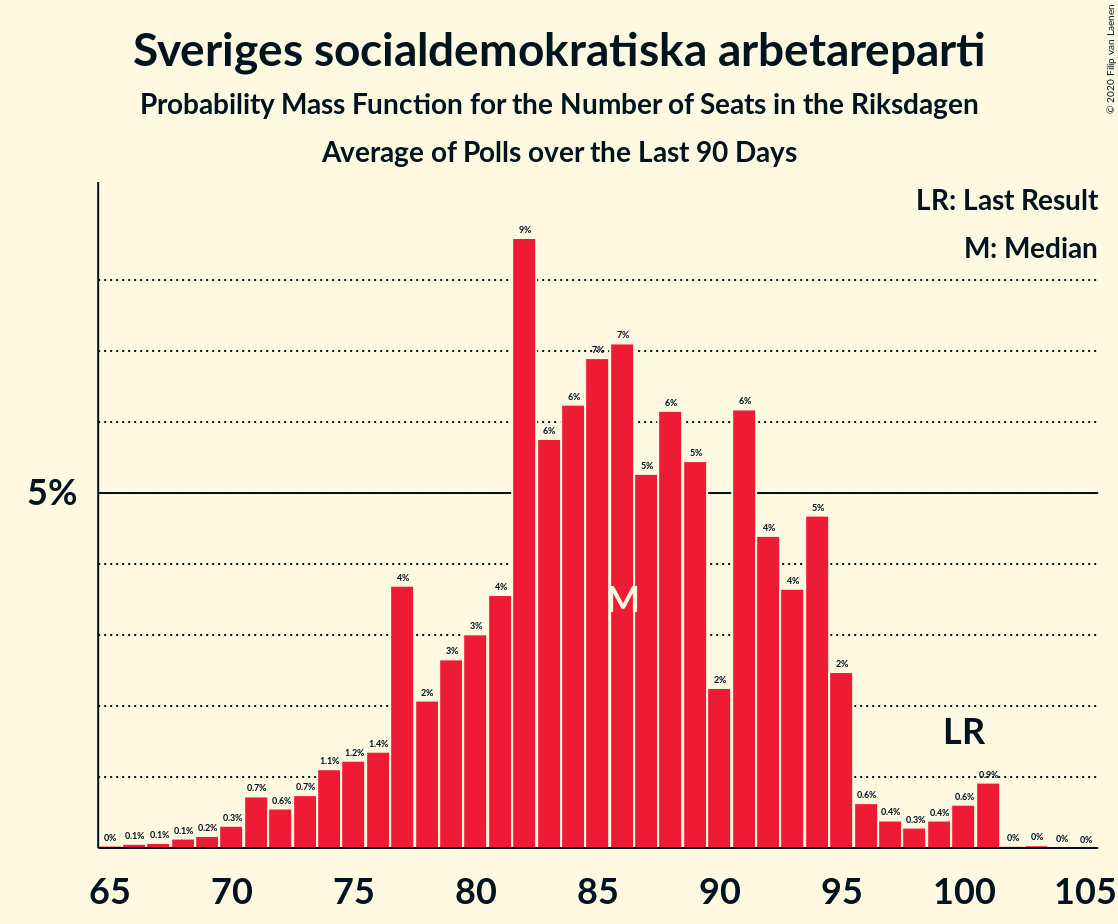 Sveriges socialdemokratiska arbetareparti
Probability Mass Function for the Number of Seats in the Riksdagen
Average of Polls over the Last 90 Days
© 2020 Filip van Laenen
LR: Last Result
M: Median
5%
0% 0.1% 0.1% 0.1% 0.2% 0.3% 0.7% 0.6% 0.7% 1.1% 1.2% 1.4% 4% 2% 3% 3% 4% 9% 6% 6% 7% 7% 5% 6% 5% 2% 6% 4% 4% 5% 2% 0.6% 0.4% 0.3% 0.4% 0.6% 0.9% 0% 0% 0% 0%
M
LR
65 70 75 80 85 90 95 100 105